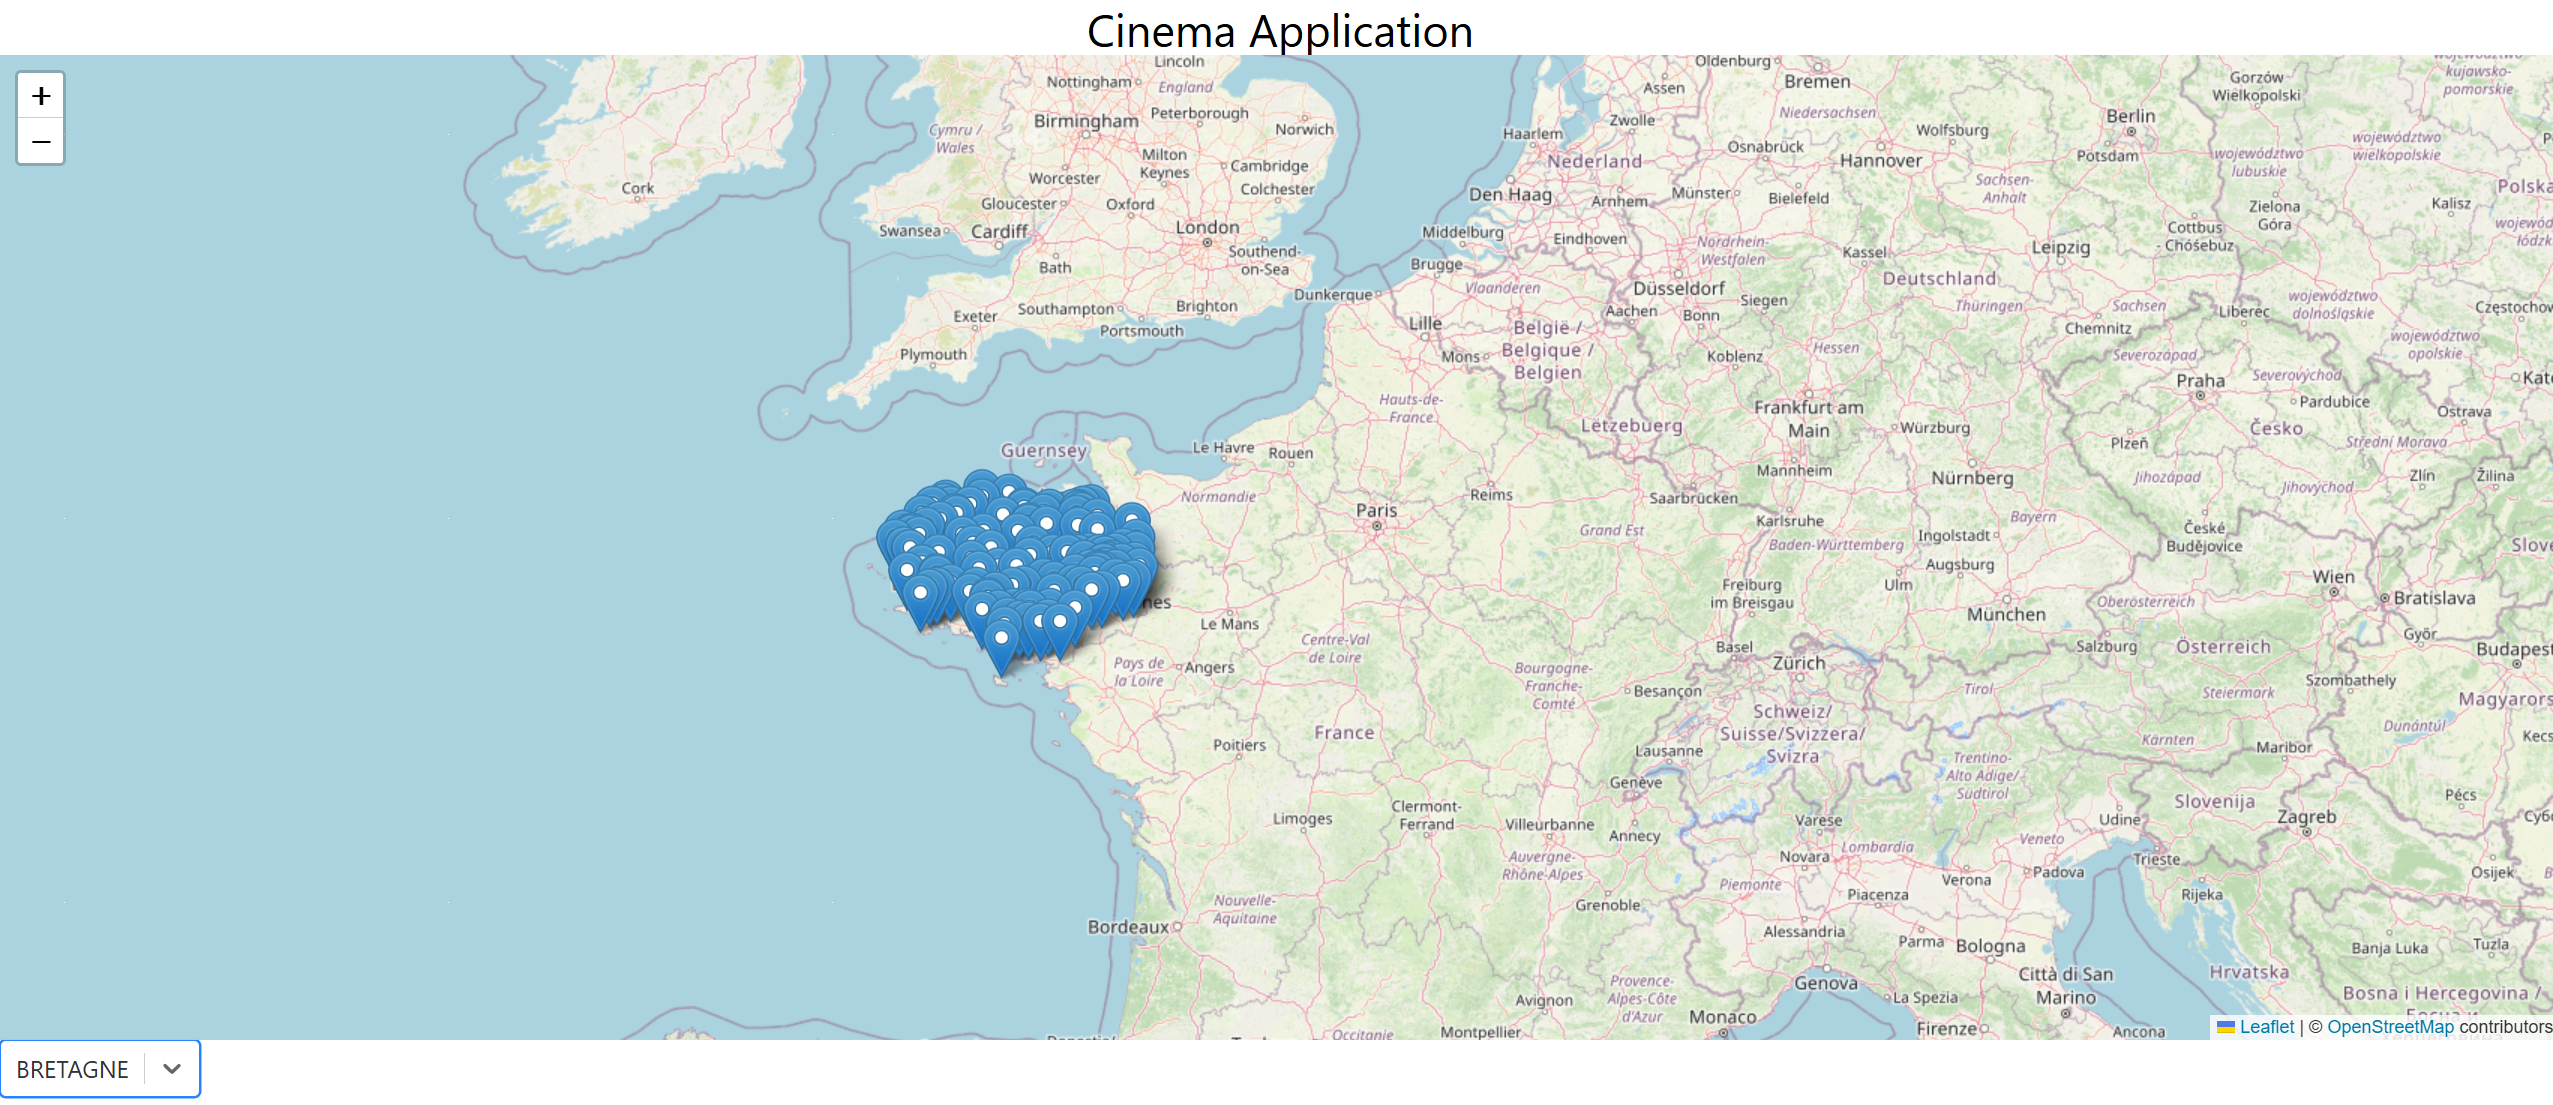 Cinema Application
+
−
Lincoln
Nottingham
England
Peterborough
Birmingham
Norwich
Cymru /
Wales
Milton
Keynes
Cambridge
Worcester
Colchester
Cork
Gloucester
Oxford
Swansea
Cardiff
London
Southend-
on-Sea
Bath
Southampton
Brighton
Exeter
Portsmouth
Plymouth
Guernsey
Oldenburg
Bremen
Assen
Niedersachsen
Haarlem
Zwolle
Nederland
Osnabrück
Hannover
Wolfsburg
Berlin
Potsdam
Gorzów
Wielkopolski
kujawsko-
pomorskie
województwo
lubuskie
województwo
wielkopolskie
Den Haag
Arnhem
Münster
Bielefeld
Sachsen-
Anhalt
Polska
Kalisz
Zielona
Góra
Middelburg
Eindhoven
Nordrhein-
Westfalen
Kassel
Leipzig
Cottbus
- Chóśebuz
Brugge
Vlaanderen
Düsseldorf
Deutschland
Dunkerque
Siegen
Thüringen
Sachsen
Liberec
województwo
dolnośląskie
Lille
België /
Belgique /
Belgien
Aachen
Bonn
Chemnitz
Mons
Koblenz
Hessen
Severozápad
województwo
opolskie
Praha
Severovýchod
Pardubice
Ostrava
Hauts-de-
France
Lëtzebuerg
Frankfurt am
Main
Würzburg
Plzeň
Česko
Střední Morava
Le Havre
Rouen
Mannheim
Nürnberg
Jihozápad
Jihovýchod
Zlín
Žilina
Normandie
Reims
Saarbrücken
Paris
Grand Est
Karlsruhe
Bayern
České
Budějovice
Baden-Württemberg
Ingolstadt
Augsburg
Freiburg
im Breisgau
Ulm
Wien
Bratislava
München
Oberösterreich
Győr
Le Mans
Centre-Val
de Loire
Basel
Zürich
Salzburg
Österreich
Budapest
Pays de
la Loire
Angers
Bourgogne-
Franche-
Comté
Besançon
Tirol
Steiermark
Szombathely
Schweiz/
Suisse/Svizzera/
Svizra
France
Dunántúl
Poitiers
Lausanne
Kärnten
Maribor
Genève
Trentino-
Alto Adige/
Südtirol
Slovenija
Pécs
Limoges
Clermont-
Ferrand
Villeurbanne
Annecy
Varese
Udine
Zagreb
Auvergne-
Rhône-Alpes
Novara
Lombardia
Veneto
Trieste
Piemonte
Piacenza
Verona
Padova
Rijeka
Osijek
Nouvelle-
Aquitaine
Grenoble
Bordeaux
Alessandria
Parma
Bologna
Banja Luka
Tuzla
Provence-
Alpes-Côte
d'Azur
Genova
Città di San
Marino
Hrvatska
Avignon
La Spezia
Bosna i Hercegovina /
Occitanie
Montpellier
Monaco
Firenze
Ancona
Leaflet | © OpenStreetMap contributors
BRETAGNE